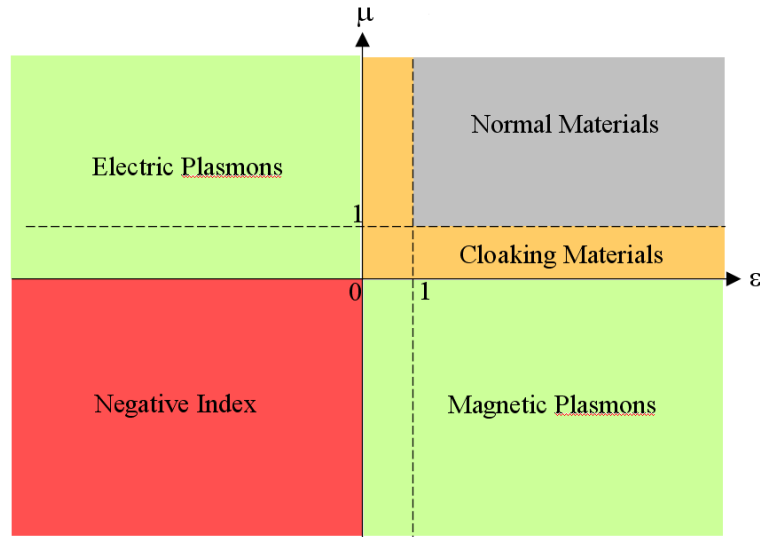 μ
Normal Materials
Electric Plasmons
1
Cloaking Materials
ε
0
1
Negative Index
Magnetic Plasmons